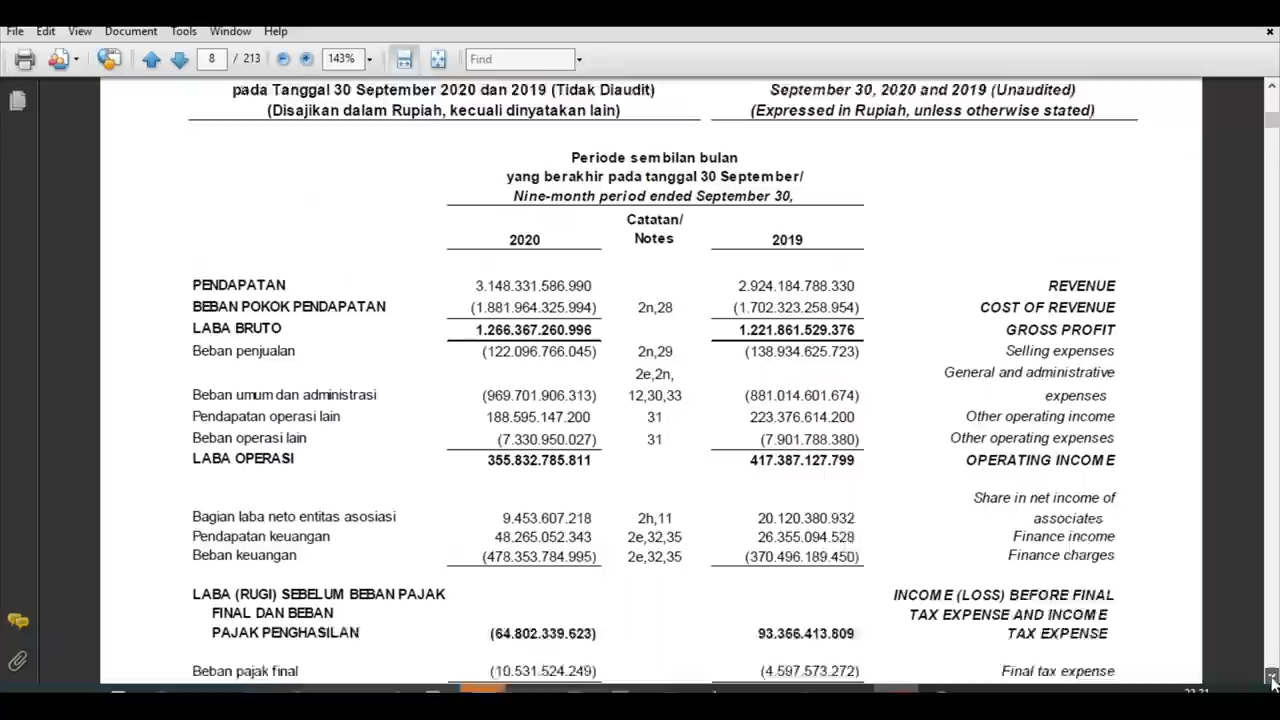 File Edit View Document Tools Window Help
8 / 213 143% Find
pada Tanggal 30 September 2020 dan 2019 (Tidak Diaudit) September 30, 2020 and 2019 (Unaudited)
(Disajikan dalam Rupiah, kecuali dinyatakan lain) (Expressed in Rupiah, unless otherwise stated)
Periode sembilan bulan
yang berakhir pada tanggal 30 September/
Nine-month period ended September 30,
Catatan/
2020 Notes 2019
PENDAPATAN 3.148.331.586.990 2.924.184.788.330 REVENUE
BEBAN POKOK PENDAPATAN (1.881.964.325.994) 2n,28 (1.702.323.258.954) COST OF REVENUE
LABA BRUTO 1.266.367.260.996 1.221.861.529.376 GROSS PROFIT
Beban penjualan (122.096.766.045) 2n,29 (138.934.625.723) Selling expenses
2e,2n, General and administrative
Beban umum dan administrasi (969.701.906.313) 12,30,33 (881.014.601.674) expenses
Pendapatan operasi lain 188.595.147.200 31 223.376.614.200 Other operating income
Beban operasi lain (7.330.950.027) 31 (7.901.788.380) Other operating expenses
LABA OPERASI 355.832.785.811 417.387.127.799 OPERATING INCOME
Share in net income of
Bagian laba neto entitas asosiasi 9.453.607.218 2h,11 20.120.380.932 associates
Pendapatan keuangan 48.265.052.343 2e,32,35 26.355.094.528 Finance income
Beban keuangan (478.353.784.995) 2e,32,35 (370.496.189.450) Finance charges
LABA (RUGI) SEBELUM BEBAN PAJAK INCOME (LOSS) BEFORE FINAL
FINAL DAN BEBAN TAX EXPENSE AND INCOME
PAJAK PENGHASILAN (64.802.339.623) 93.366.413.809 TAX EXPENSE
Beban pajak final (10.531.524.249) (4.597.573.272) Final tax expense